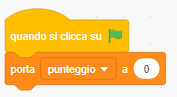 quando si clicca su
porta punteggio a 0